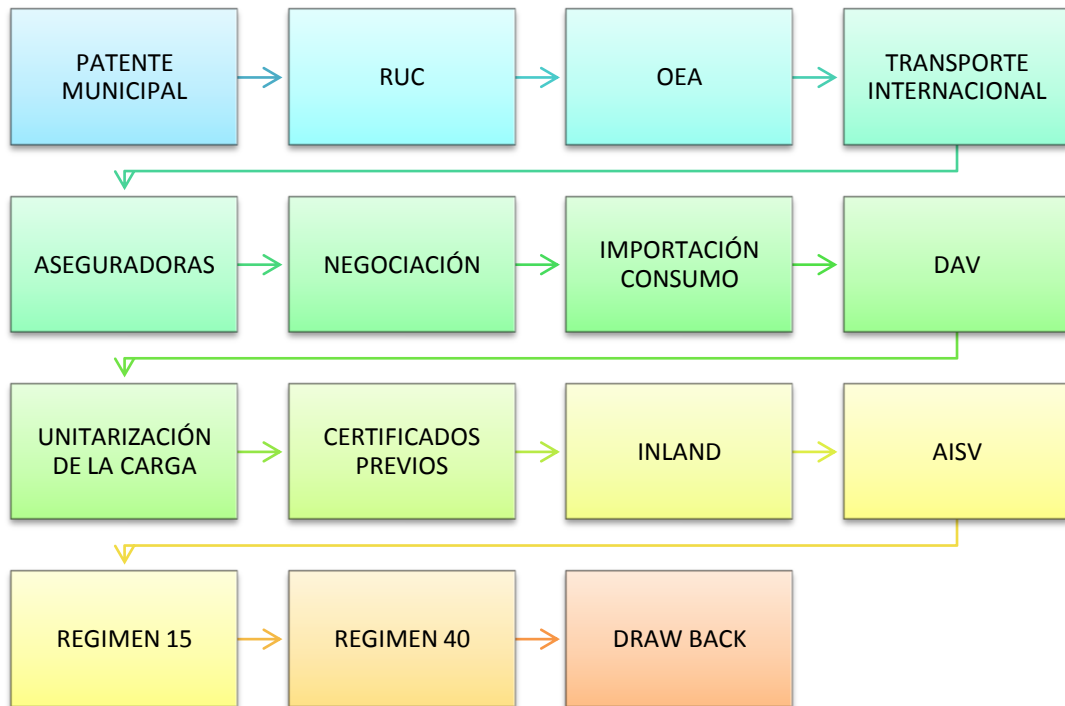 PATENTE
MUNICIPAL
RUC
OEA
TRANSPORTE
INTERNACIONAL
ASEGURADORAS
NEGOCIACIÓN
IMPORTACIÓN
CONSUMO
DAV
UNITARIZACIÓN
DE LA CARGA
CERTIFICADOS
PREVIOS
INLAND
AISV
REGIMEN 15
REGIMEN 40
DRAW BACK